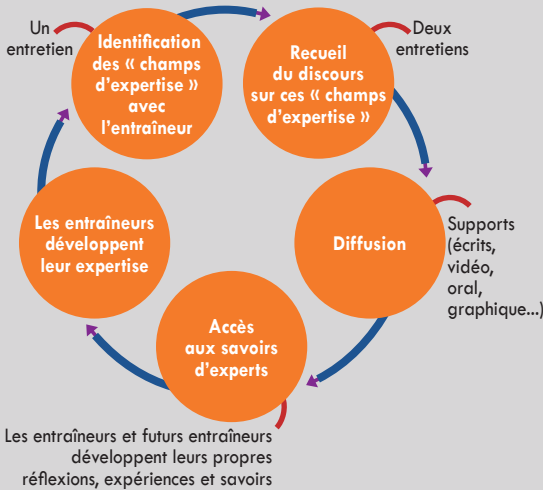 Un
entretien
Identification
des « champs
d'expertise »
avec
l'entraîneur
Recueil
du discours
sur ces « champs
d'expertise »
Deux
entretiens
Diffusion
Supports
(écrits,
vidéo,
oral,
graphique...)
Accès
aux savoirs
d'experts
Les entraîneurs et futurs entraîneurs
développent leurs propres
réflexions, expériences et savoirs
Les entraîneurs
développent
leur expertise